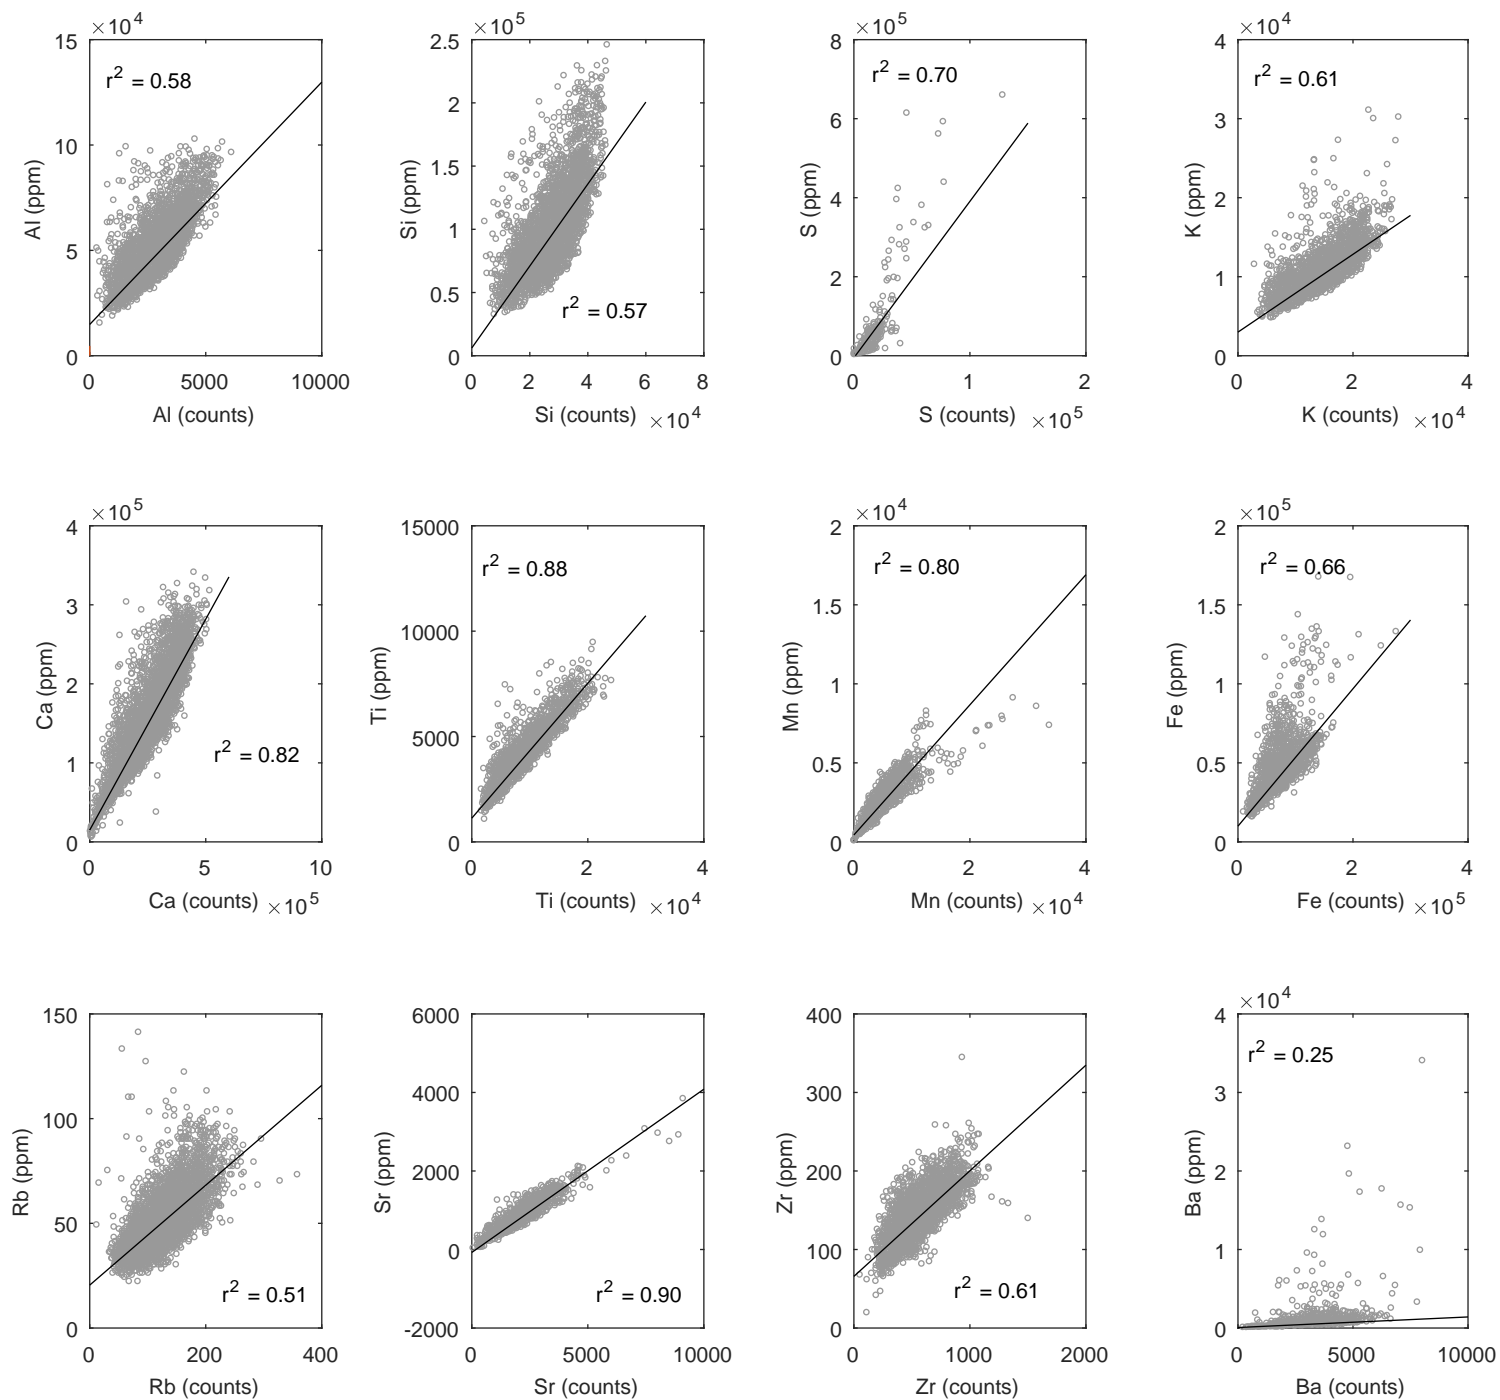 ×10⁴
15
10
5
0
Al (ppm)
r² = 0.58
0 5000 10000
Al (counts)
×10⁵
2.5
2
1.5
1
0.5
0
Si (ppm)
r² = 0.57
0 2 4 6 8
Si (counts) ×10⁴
×10⁵
8
6
4
2
0
S (ppm)
r² = 0.70
0 1 2
S (counts) ×10⁵
×10⁴
4
3
2
1
0
K (ppm)
r² = 0.61
0 2 4
K (counts) ×10⁴
×10⁵
4
3
2
1
0
Ca (ppm)
r² = 0.82
0 5 10
Ca (counts) ×10⁵
15000
10000
5000
0
Ti (ppm)
r² = 0.88
0 2 4
Ti (counts) ×10⁴
×10⁴
2
1.5
1
0.5
0
Mn (ppm)
r² = 0.80
0 2 4
Mn (counts) ×10⁴
×10⁵
2
1.5
1
0.5
0
Fe (ppm)
r² = 0.66
0 2 4
Fe (counts) ×10⁵
150
100
50
0
Rb (ppm)
r² = 0.51
0 200 400
Rb (counts)
6000
4000
2000
0
-2000
Sr (ppm)
r² = 0.90
0 5000 10000
Sr (counts)
400
300
200
100
0
Zr (ppm)
r² = 0.61
0 1000 2000
Zr (counts)
×10⁴
4
3
2
1
0
Ba (ppm)
r² = 0.25
0 5000 10000
Ba (counts)